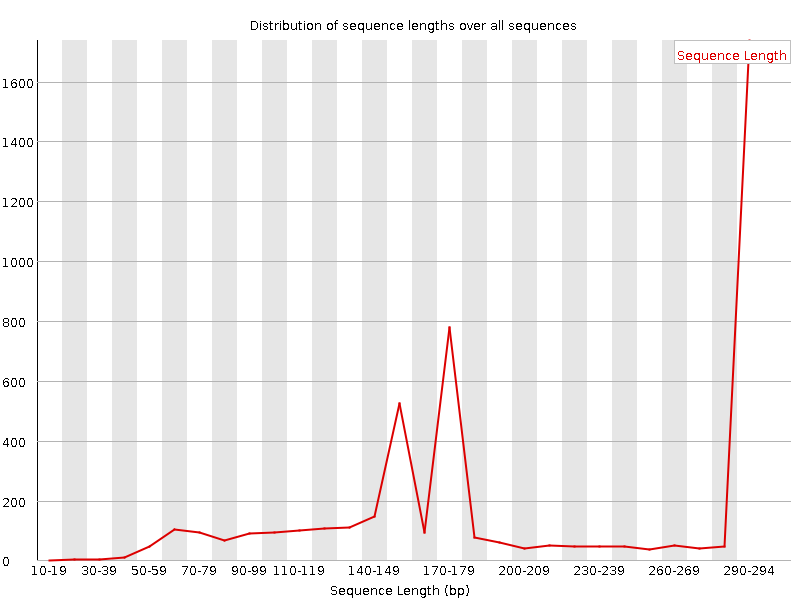 Distribution of sequence lengths over all sequences
Sequence Length
1600
1400
1200
1000
800
600
400
200
0
10-19 30-39 50-59 70-79 90-99 110-119 140-149 170-179 200-209 230-239 260-269 290-294
Sequence Length (bp)